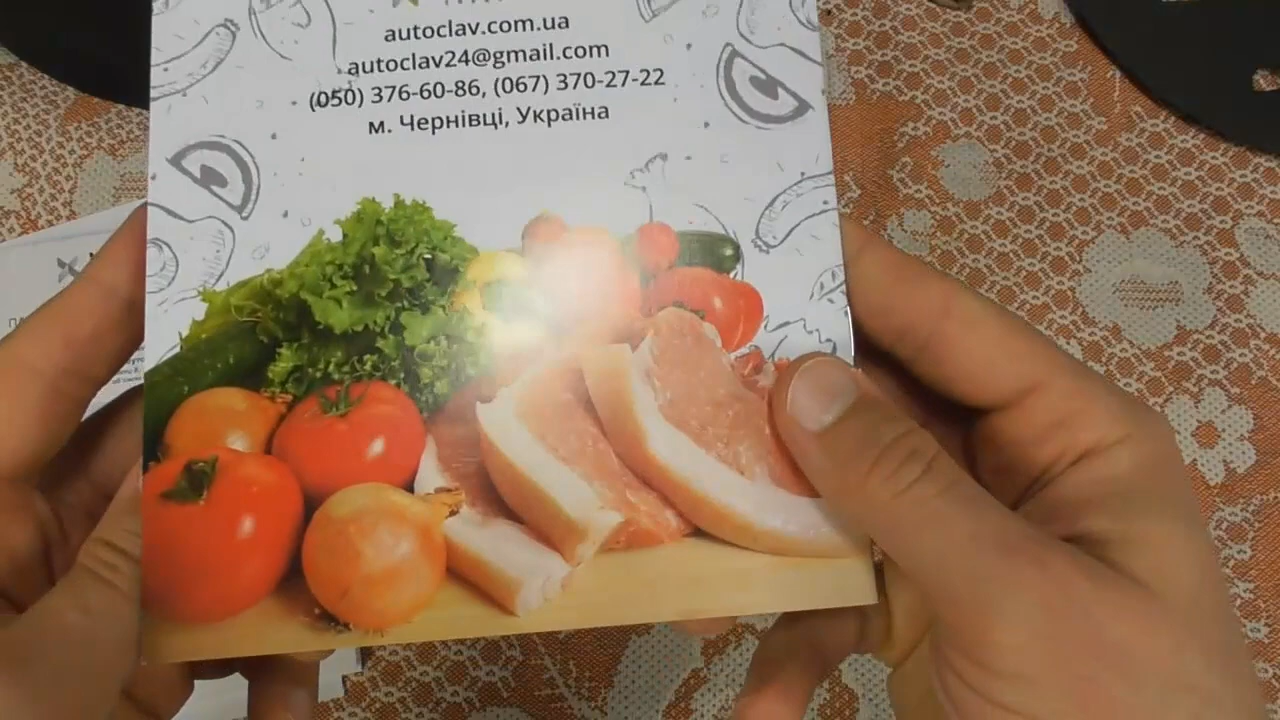 autoclav.com.ua
autoclav24@gmail.com
(050) 376-60-86, (067) 370-27-22
м. Чернівці, Україна